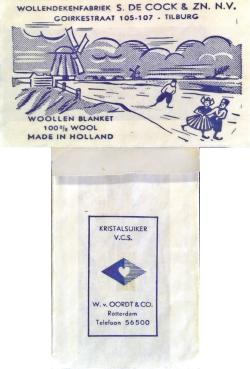 WOLLENDEKENFABRIEK S. DE COCK & ZN. N.V.
GOIRKESTRAAT 105-107 - TILBURG
WOOLLEN BLANKET
100% WOOL
MADE IN HOLLAND
KRISTALSUIKER
V.C.S.
W. v. OORDT & CO.
Rotterdam
Telefoon 56500